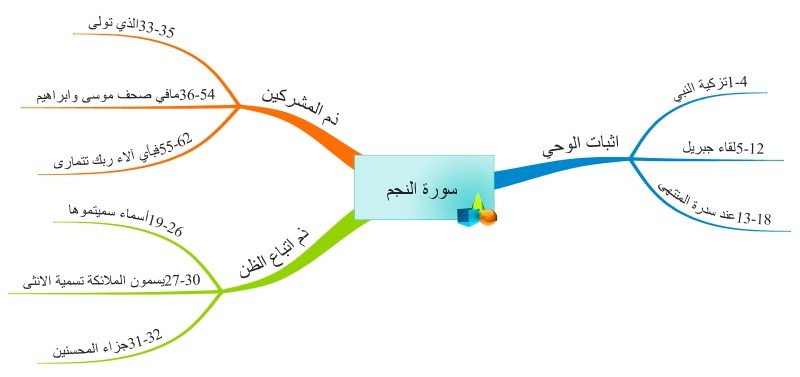 سورة النجم
اثبات الوحي
1-4تزكية النبي
5-12لقاء جبريل
13-18عند سدرة المنتهى
ذم اتباع الظن
19-26أسماء سميتموها
27-30يسمون الملائكة تسمية الانثى
31-32جزاء المحسنين
ذم المشركين
33-35الذي تولى
36-54مافي صحف موسى وابراهيم
55-62فبأي آلاء ربك تتمارى